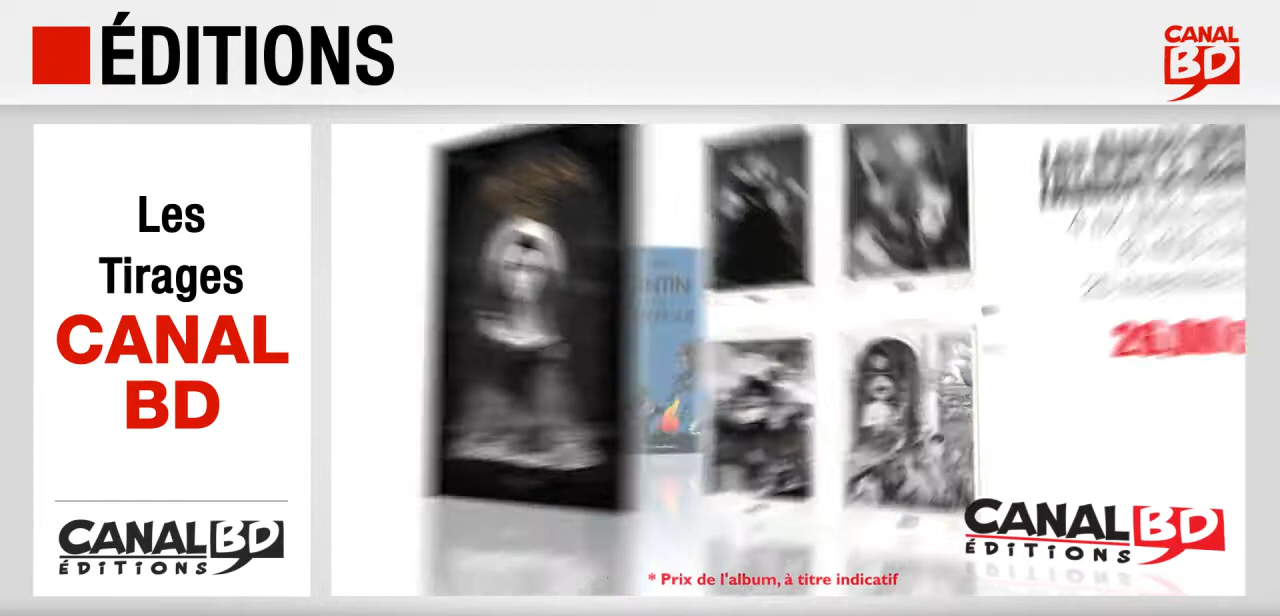 ÉDITIONS
CANAL
BD
Les
Tirages
CANAL
BD
CANAL BD
ÉDITIONS
CANAL BD
ÉDITIONS
* Prix de l'album, à titre indicatif